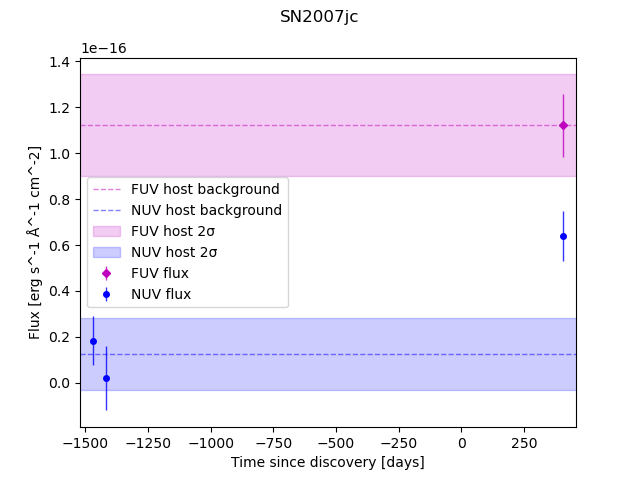 SN2007jc
1e−16
1.4
1.2
1.0
0.8
0.6
0.4
0.2
0.0
Flux [erg s^-1 Å^-1 cm^-2]
FUV host background
NUV host background
FUV host 2σ
NUV host 2σ
FUV flux
NUV flux
−1500 −1250 −1000 −750 −500 −250 0 250
Time since discovery [days]